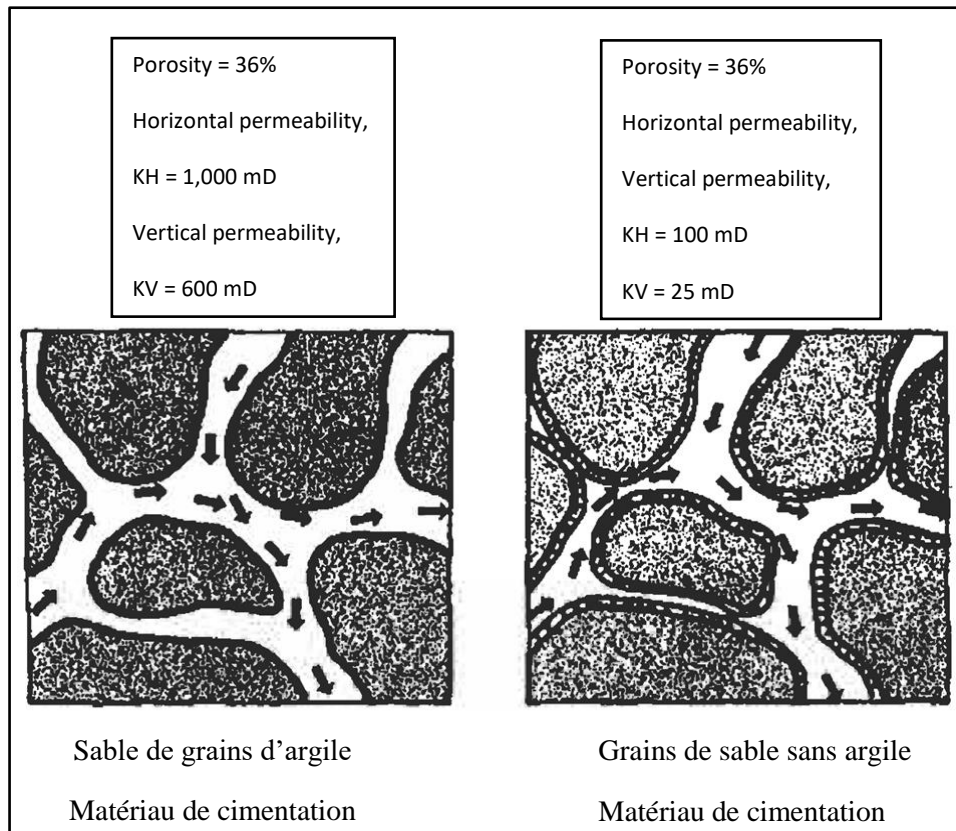 Porosity = 36%
Horizontal permeability,
KH = 1,000 mD
Vertical permeability,
KV = 600 mD
Porosity = 36%
Horizontal permeability,
Vertical permeability,
KH = 100 mD
KV = 25 mD
Sable de grains d’argile
Matériau de cimentation
Grains de sable sans argile
Matériau de cimentation